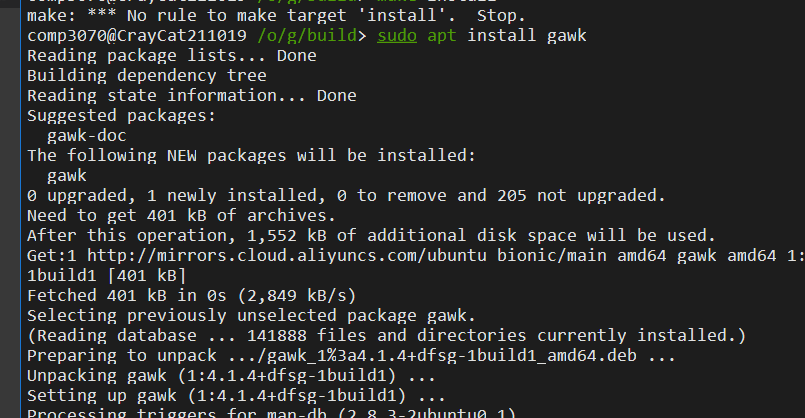 make: *** No rule to make target 'install'.  Stop.
comp3070@CrayCat211019 /o/g/build> sudo apt install gawk
Reading package lists... Done
Building dependency tree
Reading state information... Done
Suggested packages:
  gawk-doc
The following NEW packages will be installed:
  gawk
0 upgraded, 1 newly installed, 0 to remove and 205 not upgraded.
Need to get 401 kB of archives.
After this operation, 1,552 kB of additional disk space will be used.
Get:1 http://mirrors.cloud.aliyuncs.com/ubuntu bionic/main amd64 gawk amd64 1:
1build1 [401 kB]
Fetched 401 kB in 0s (2,849 kB/s)
Selecting previously unselected package gawk.
(Reading database ... 141888 files and directories currently installed.)
Preparing to unpack .../gawk_1%3a4.1.4+dfsg-1build1_amd64.deb ...
Unpacking gawk (1:4.1.4+dfsg-1build1) ...
Setting up gawk (1:4.1.4+dfsg-1build1) ...
Processing triggers for man-db (2.8.3-2ubuntu0.1)